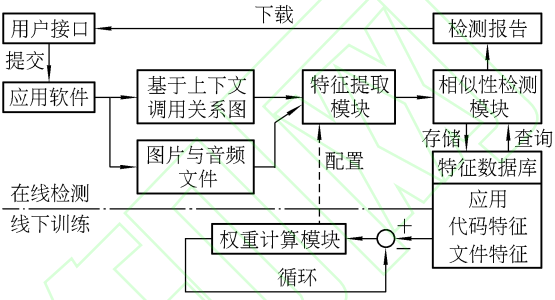 下载
用户接口
检测报告
提交
应用软件
基于上下文
调用关系图
特征提取
模块
相似性检测
模块
存储
查询
图片与音频
文件
配置
特征数据库
在线检测
线下训练
应用
代码特征
文件特征
权重计算模块
+
−
循环